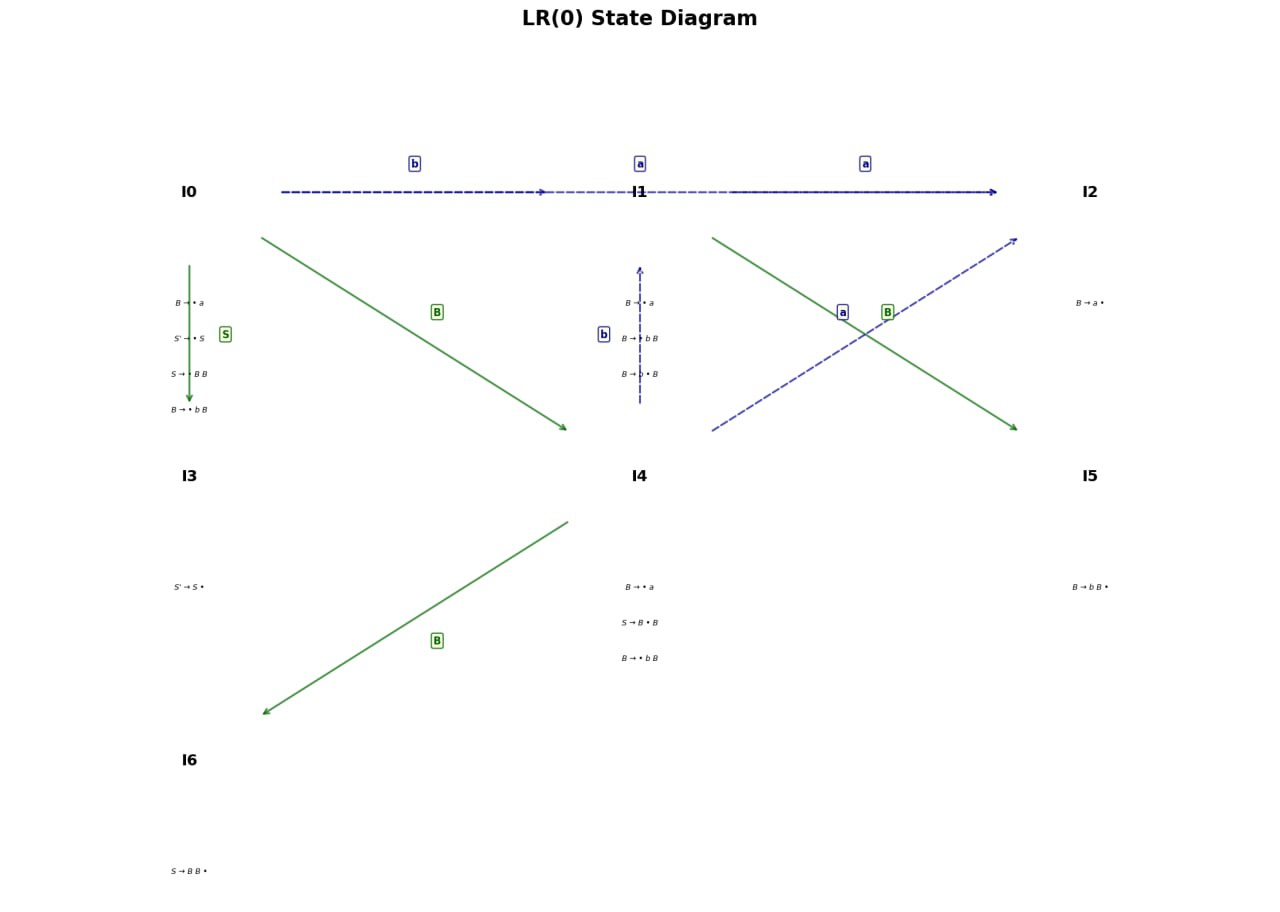 LR(0) State Diagram
b
a
a
I0
I1
I2
B → • a
S' → • S
S → • B B
B → • b B
S
B
b
B → • a
B → • b B
B → b • B
a
B
B → a •
I3
I4
I5
S' → S •
B → • a
S → B • B
B → • b B
B → b B •
B
I6
S → B B •